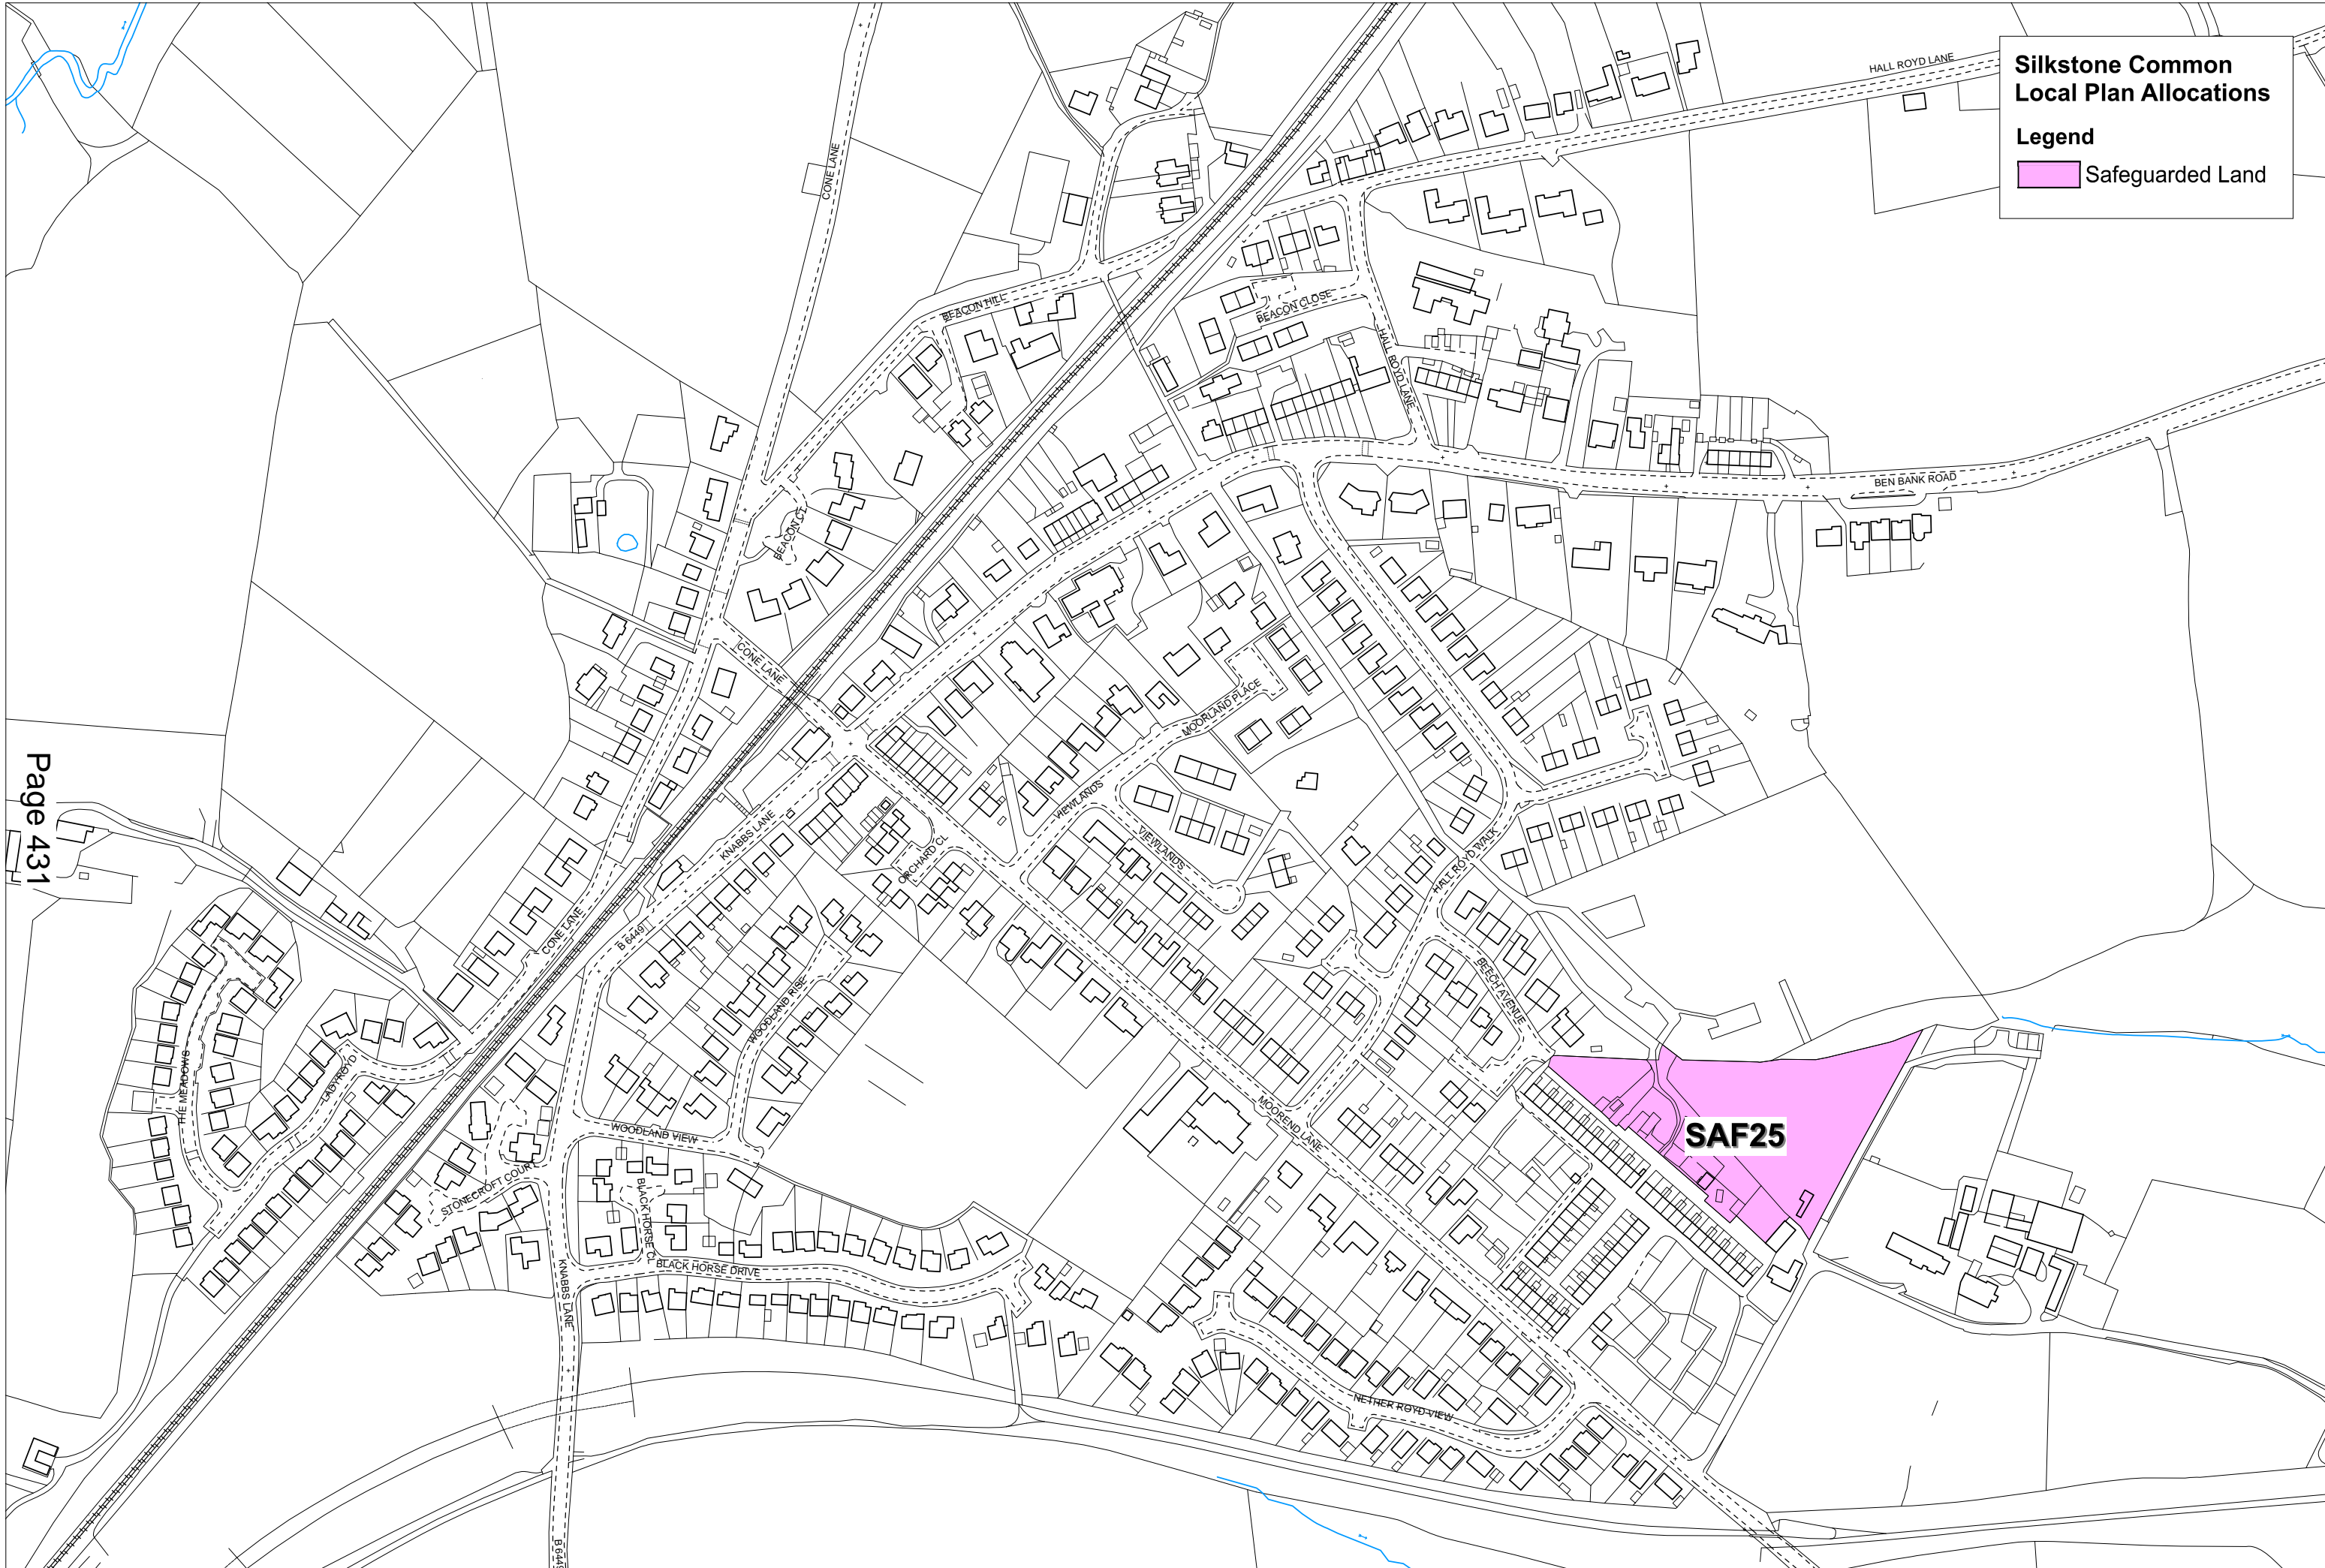 Silkstone Common
Local Plan Allocations
Legend
Safeguarded Land
HALL ROYD LANE
CONE LANE
BEACON HILL
BEACON CLOSE
HALL ROYD LANE
BEN BANK ROAD
BEACON CL
CONE LANE
MOORLAND PLACE
VIEWLANDS
VIEWLANDS
KNABBS LANE
ORCHARD CL
HALL ROYD WALK
Page 431
CONE LANE
B 6449
WOODLAND RISE
BEECH AVENUE
THE MEADOWS
LADYROYD
WOODLAND VIEW
MOOREND LANE
SAF25
STONECROFT COURT
BLACK HORSE CL
BLACK HORSE DRIVE
KNABBS LANE
NETHER ROYD VIEW
B 6449